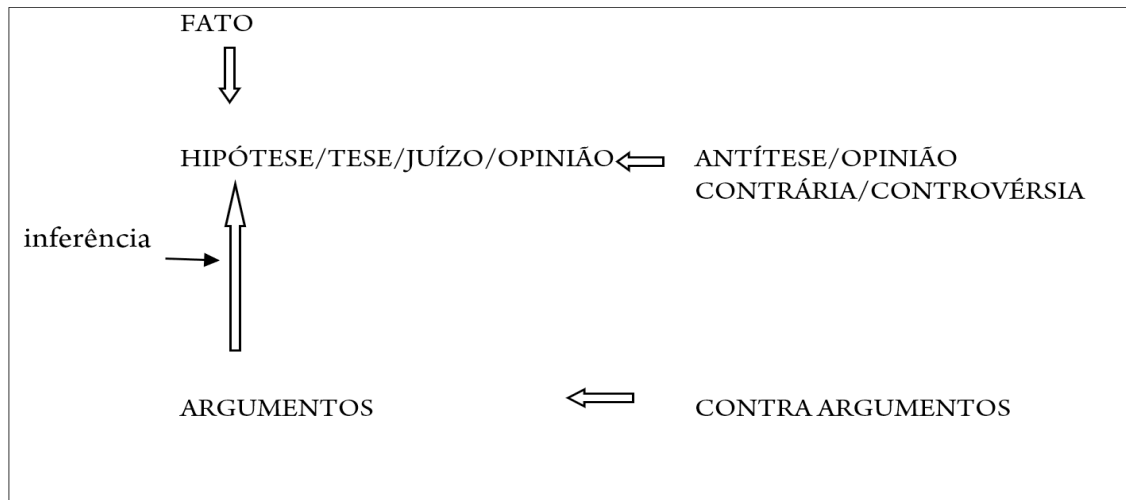 FATO
HIPÓTESE/TESE/JUÍZO/OPINIÃO
ANTÍTESE/OPINIÃO
CONTRÁRIA/CONTROVÉRSIA
inferência
ARGUMENTOS
CONTRA ARGUMENTOS